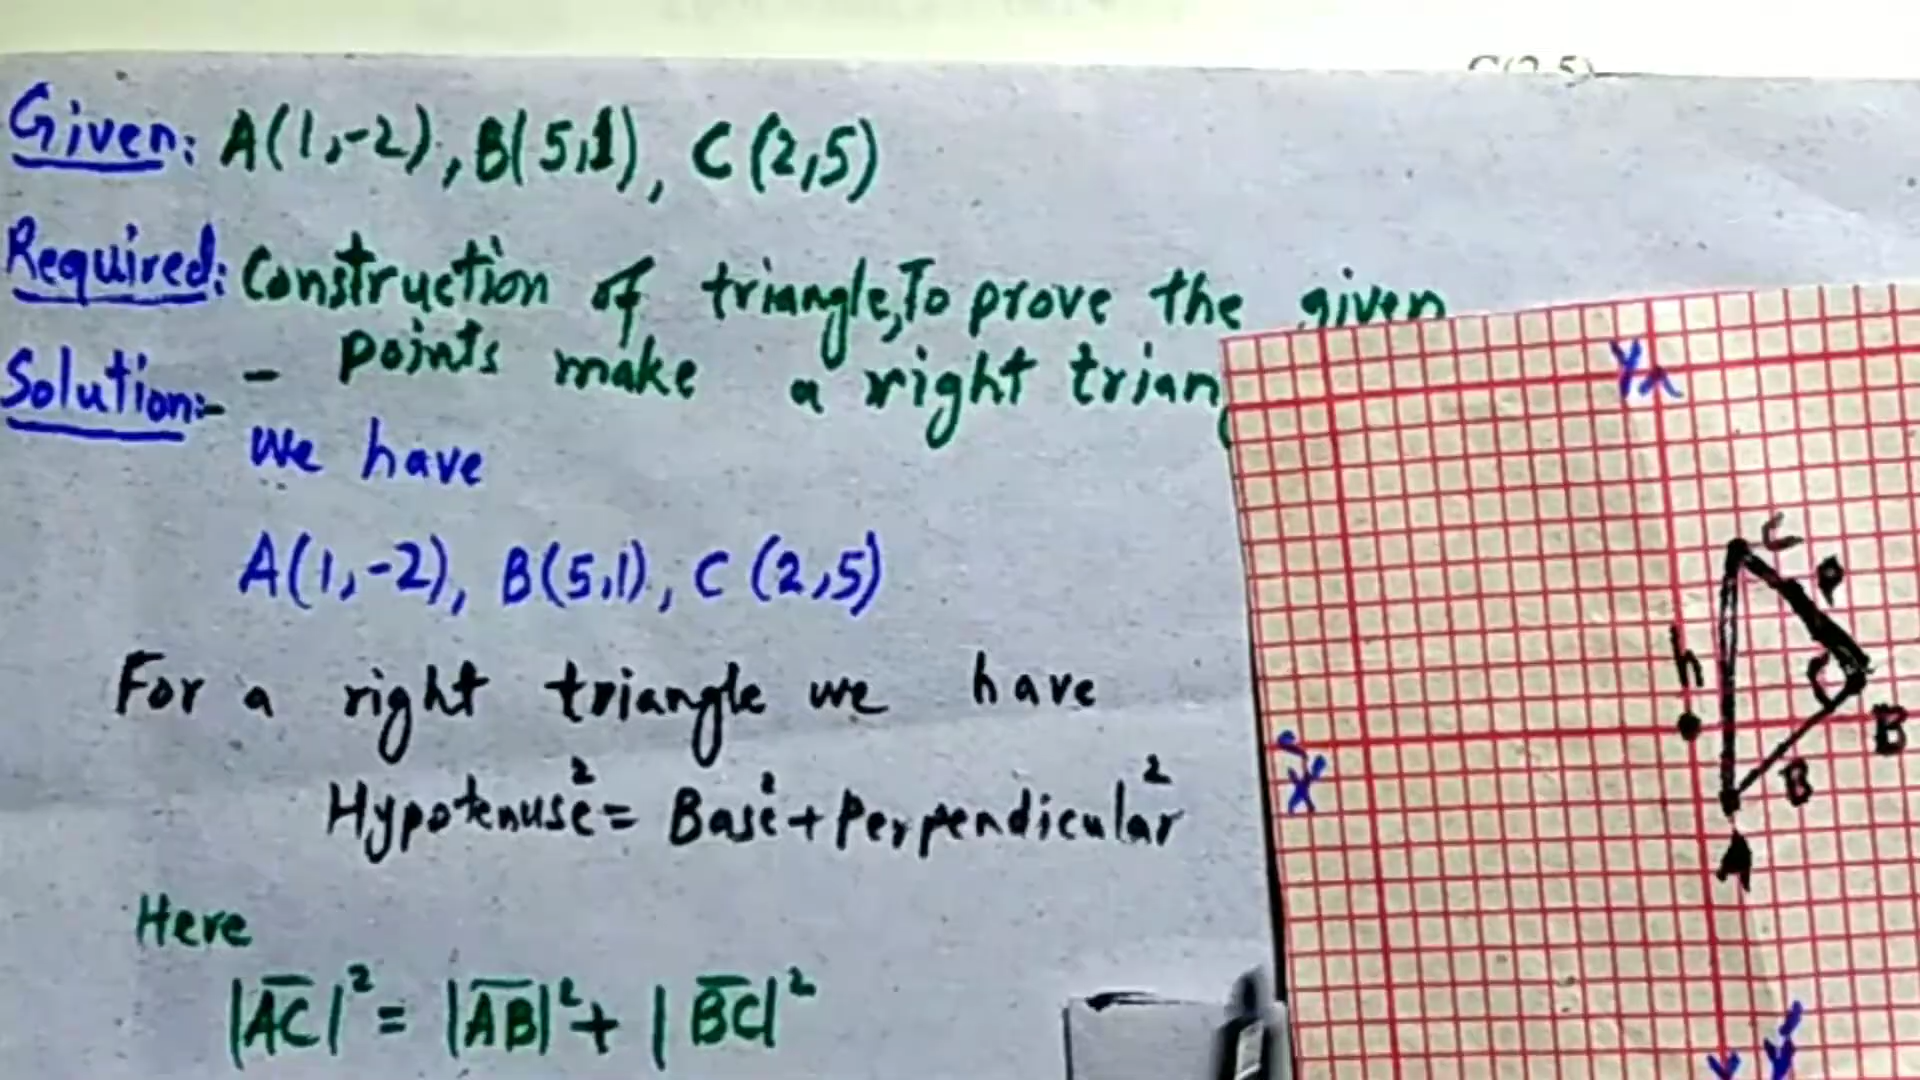 C(2,5)
Given: A(1,-2), B(5,1), C(2,5)
Required: Construction of triangle, To prove the given
- points make a right trian
Solution:-
we have
A(1,-2), B(5,1), C(2,5)
For a right triangle we have
Hypotenuse² = Base² + Perpendicular²
Here
|AC|² = |AB|² + |BC|²
Y
C
P
h
B
X'
B
A
Y'